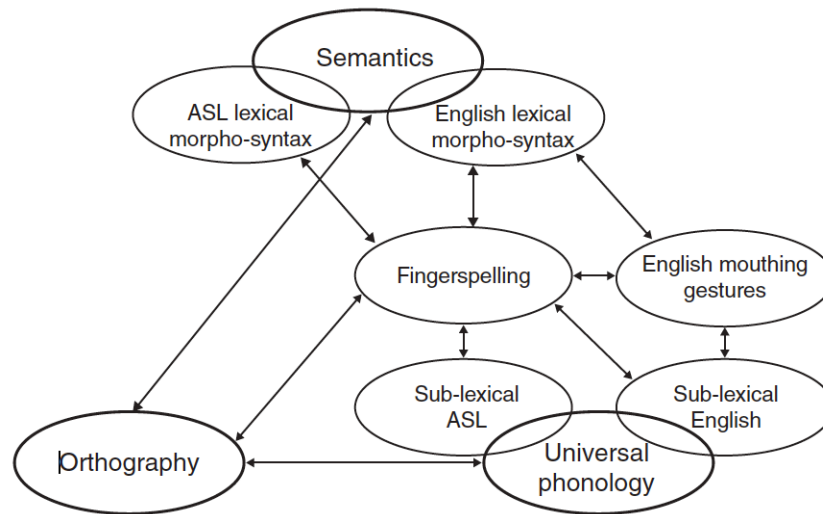 Semantics
ASL lexical
morpho-syntax
English lexical
morpho-syntax
Fingerspelling
English mouthing
gestures
Sub-lexical
ASL
Sub-lexical
English
Orthography
Universal
phonology